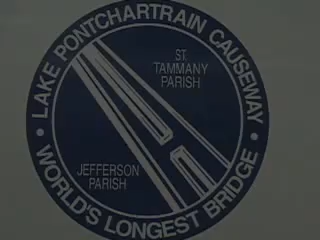 LAKE PONTCHARTRAIN CAUSEWAY
ST.
TAMMANY
PARISH
JEFFERSON
PARISH
• WORLD'S LONGEST BRIDGE •